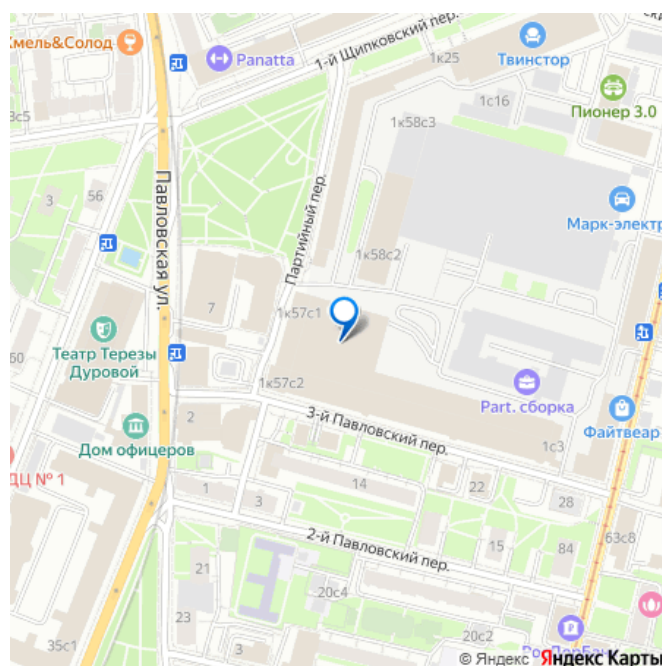 Хмель&Солод
Panatta
1-й Щипковский пер.
1к25
Твинстор
1с16
Пионер 3.0
3с5
1к58с3
56
3
Павловская ул.
Партийный пер.
Марк-электр
1к58с2
7
1к57с1
60
Театр Терезы
Дуровой
1к57с2
Part. сборка
3-й Павловский пер.
Файтвеар
2
Дом офицеров
1с3
ДЦ № 1
14
22
1
3
28
2-й Павловский пер.
15
84
63с8
21
20с4
23
20с2
3
35с1
© Яндекс Яндекс Карты